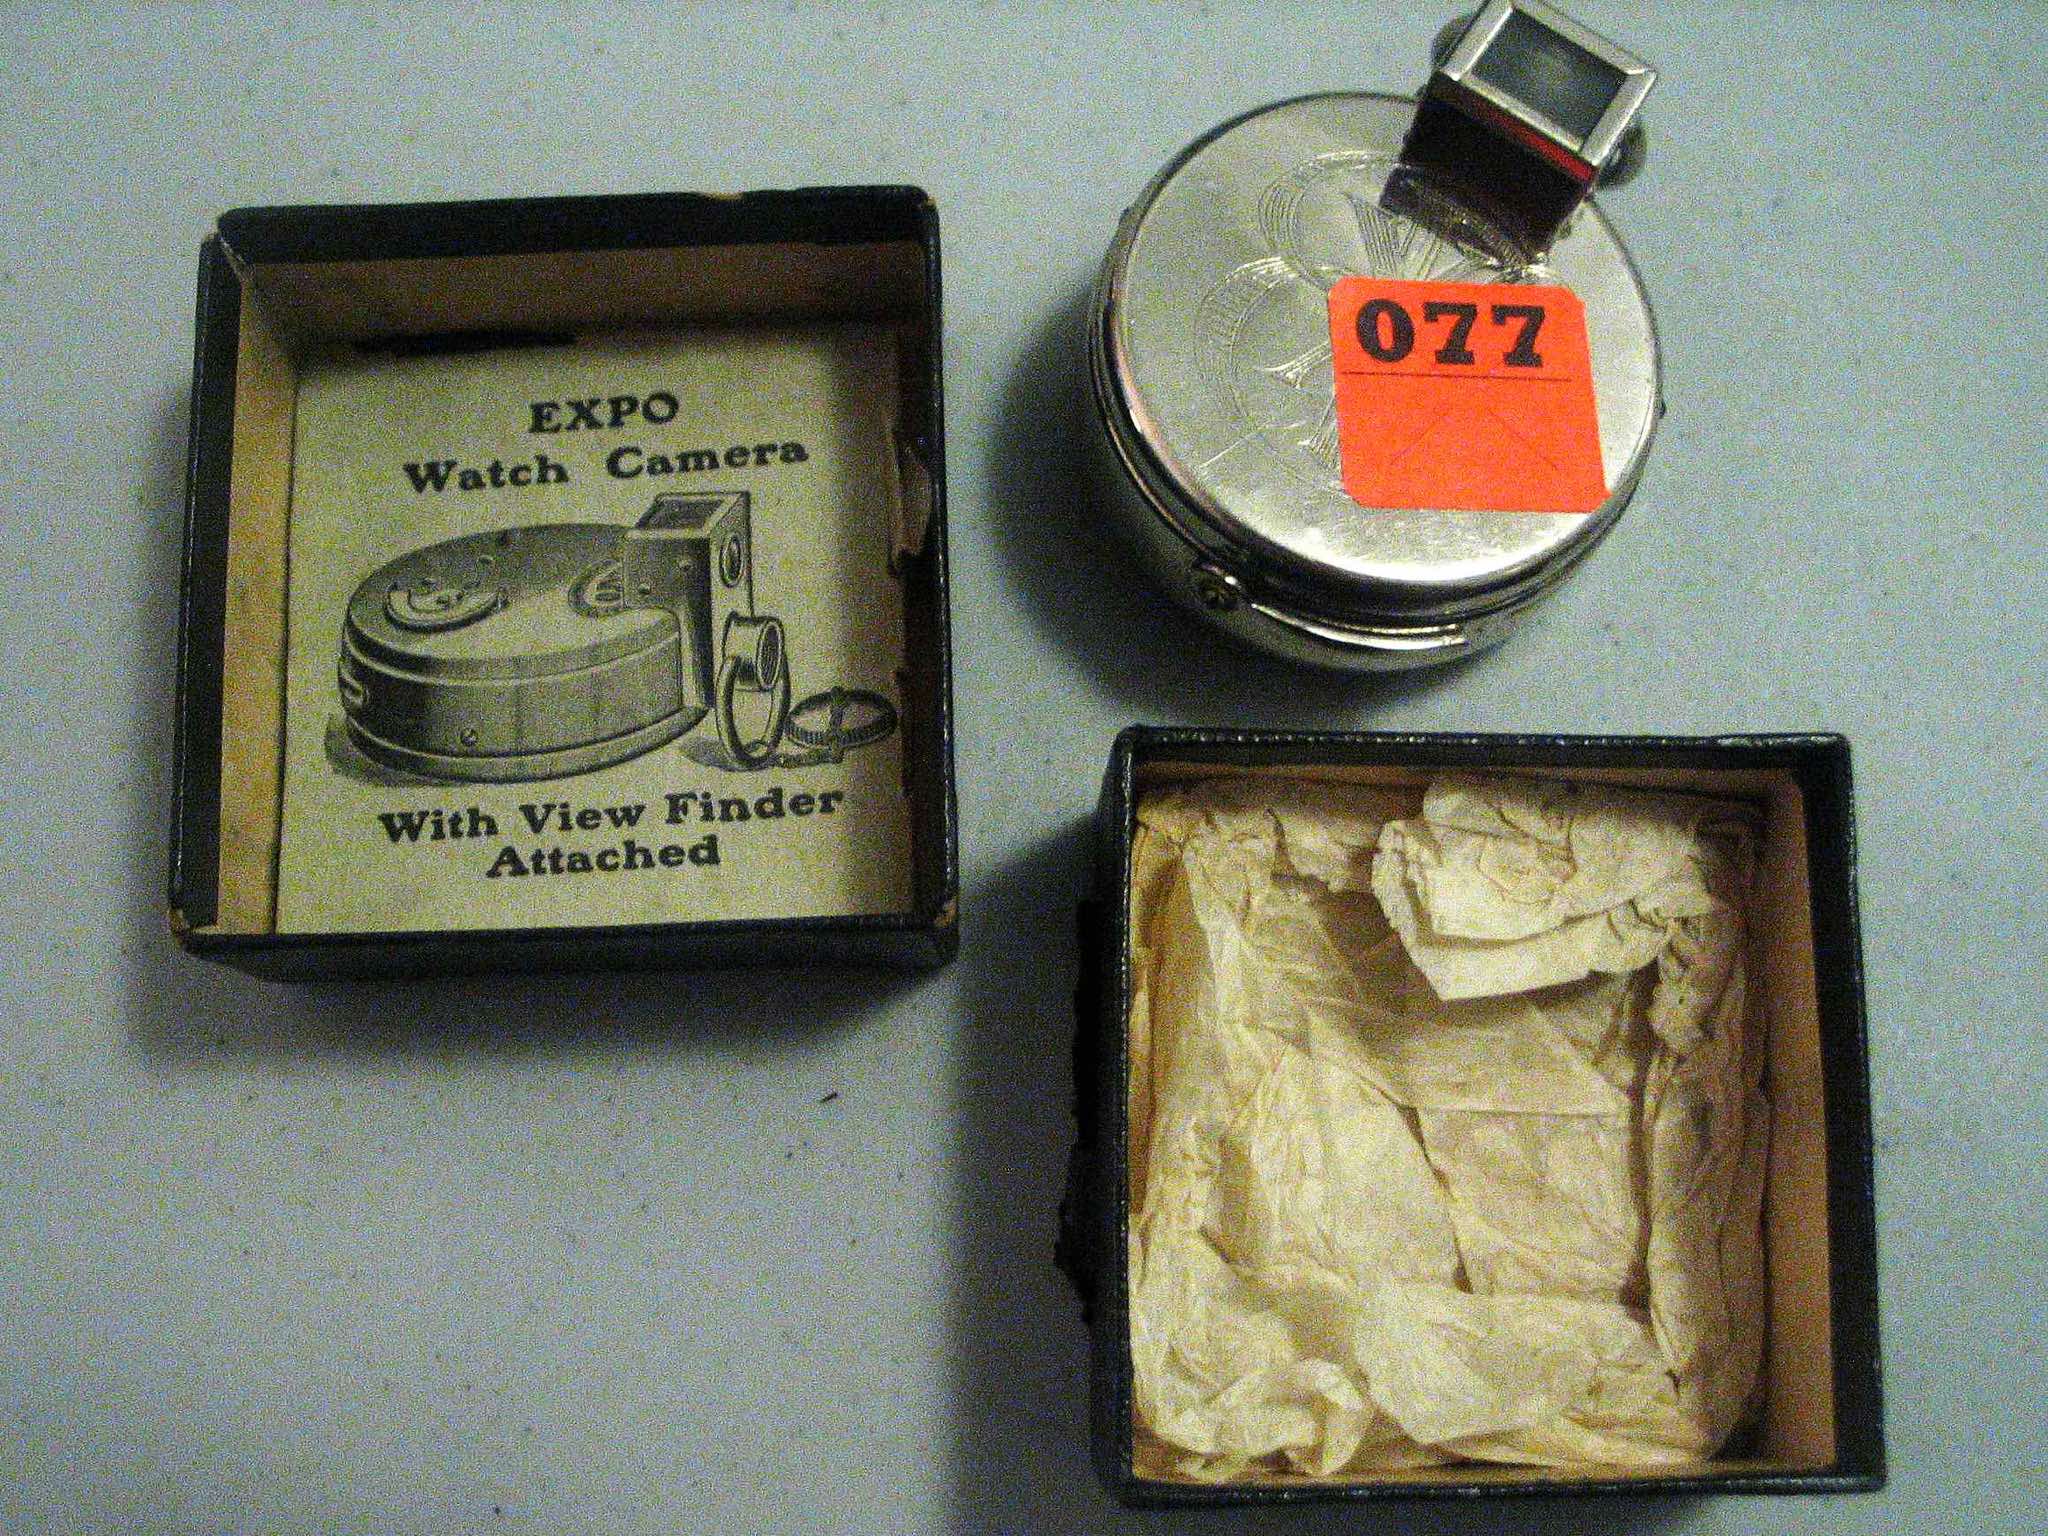 EXPO
Watch Camera
With View Finder
Attached
077